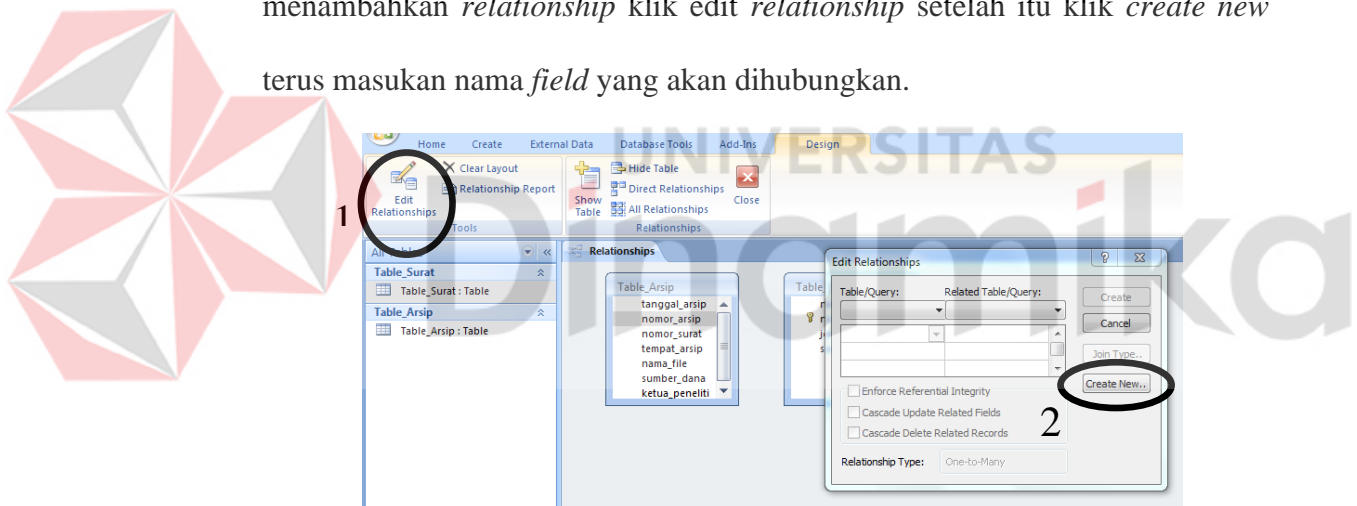 menambahkan relationship klik edit relationship setelah itu klik create new
terus masukan nama field yang akan dihubungkan.
UNIVERSITAS
Dinamika
Home Create External Data Database Tools Add-Ins Design
Clear Layout
Relationship Report
Edit
Relationships
Tools
Show
Table
Hide Table
Direct Relationships
All Relationships
Close
Relationships
1
Table_Surat
Table_Surat : Table
Table_Arsip
Table_Arsip : Table
Relationships
Table_Arsip
tanggal_arsip
nomor_arsip
nomor_surat
tempat_arsip
nama_file
sumber_dana
ketua_peneliti
Table
Edit Relationships
Table/Query: Related Table/Query:
Create
Cancel
Join Type..
Create New..
Enforce Referential Integrity
Cascade Update Related Fields
Cascade Delete Related Records
2
Relationship Type: One-to-Many